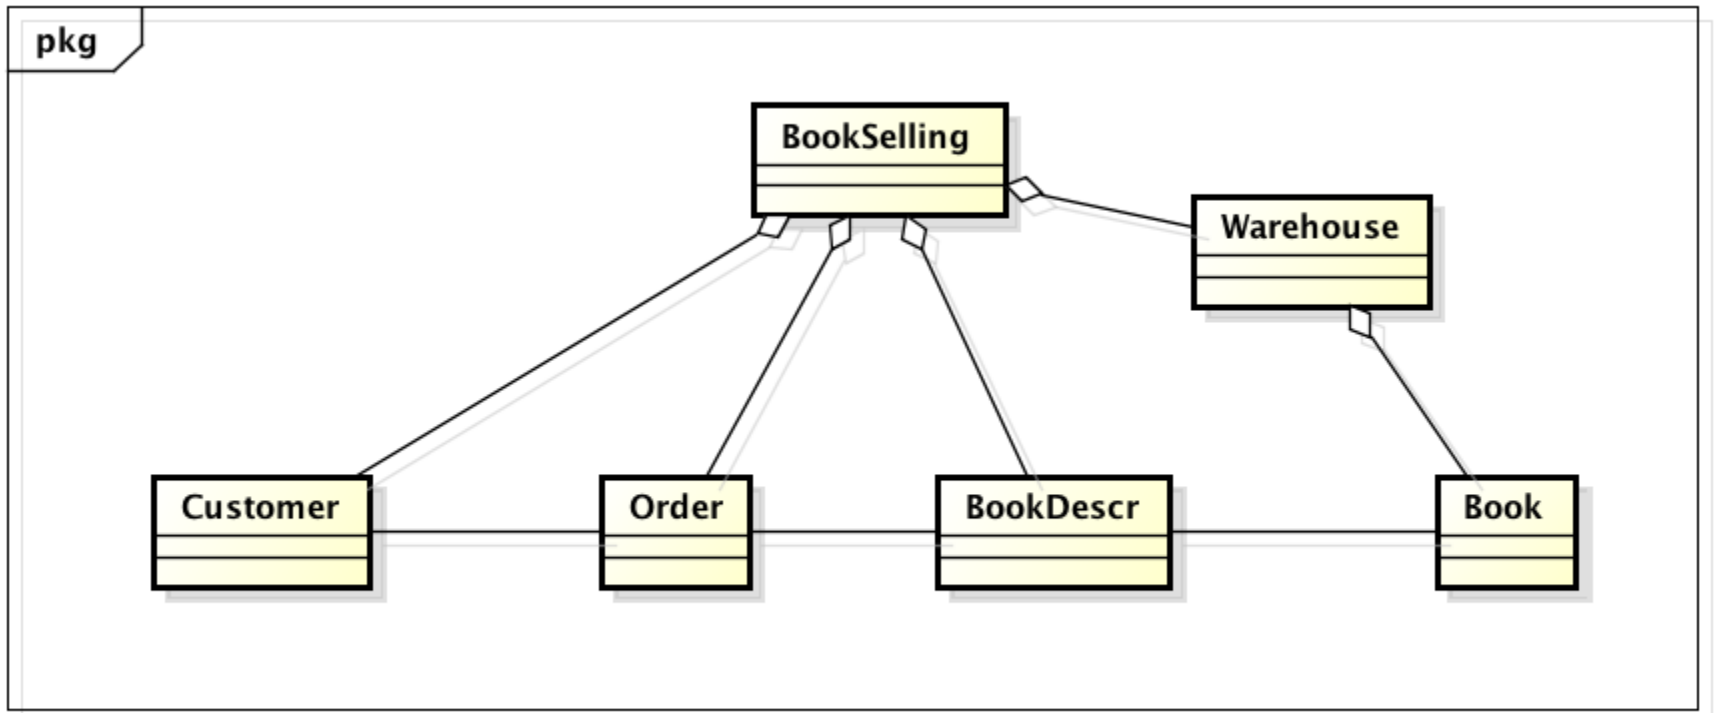 pkg
BookSelling
Warehouse
Customer
Order
BookDescr
Book